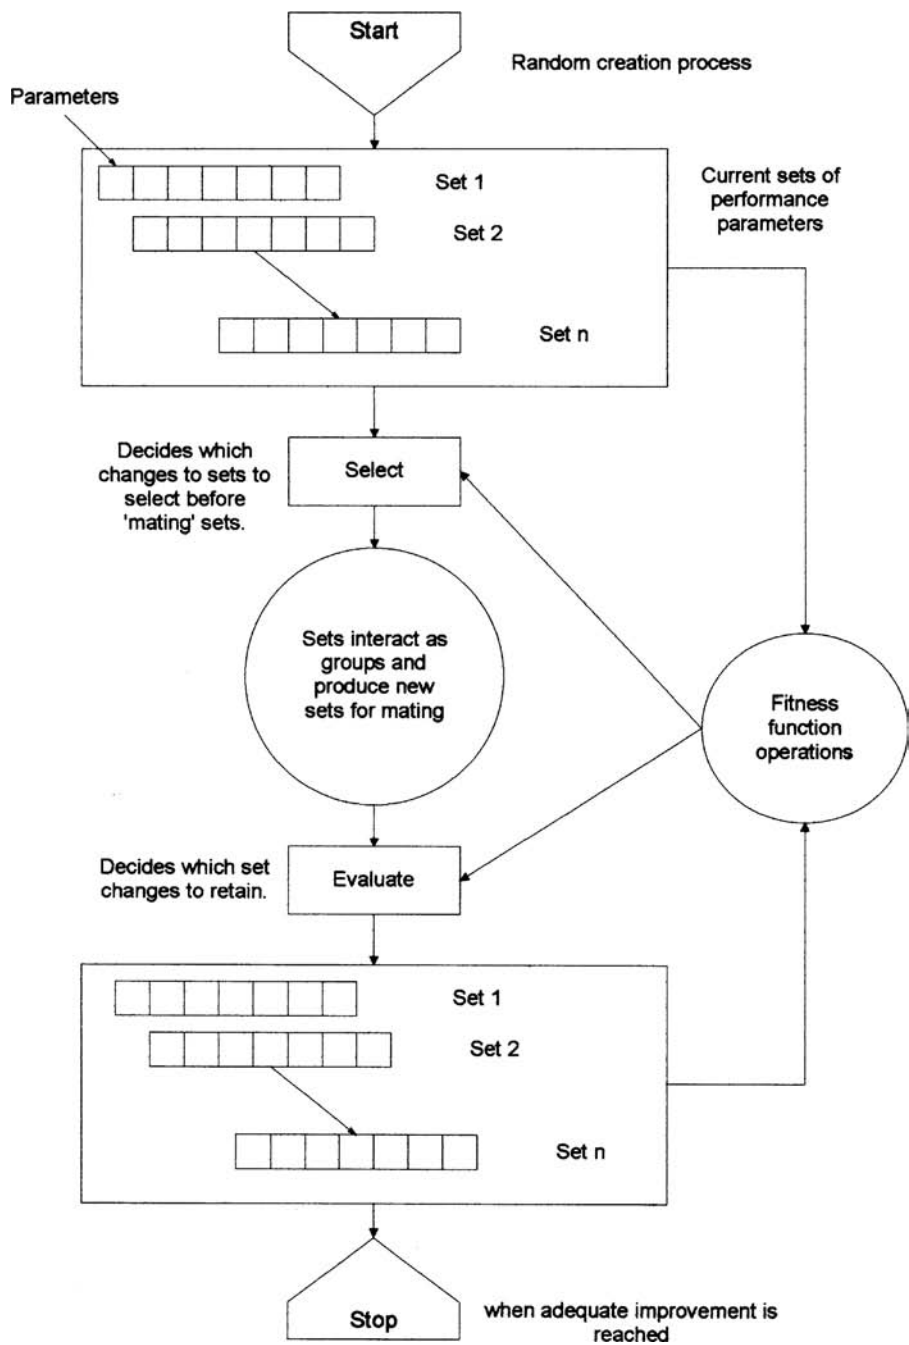 Start
Random creation process
Parameters
Set 1
Set 2
Set n
Current sets of
performance
parameters
Decides which
changes to sets to
select before
'mating' sets.
Select
Sets interact as
groups and
produce new
sets for mating
Fitness
function
operations
Decides which set
changes to retain.
Evaluate
Set 1
Set 2
Set n
Stop
when adequate improvement is
reached